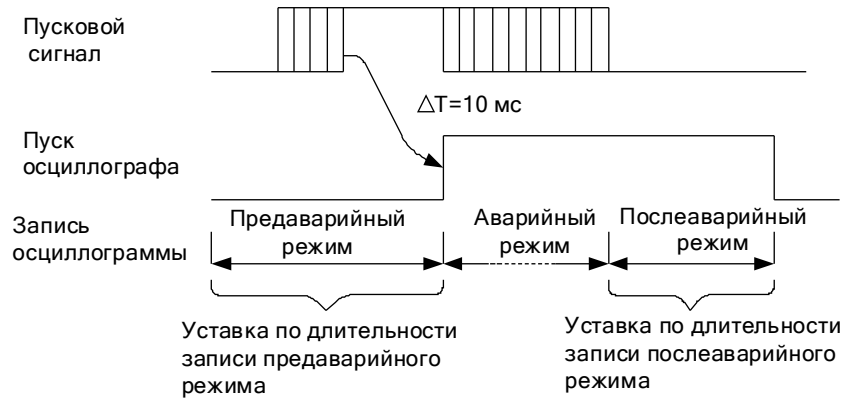 Пусковой
сигнал
△T=10 мс
Пуск
осциллографа
Запись
осциллограммы
Предаварийный
режим
Аварийный
режим
Послеаварийный
режим
Уставка по длительности
записи предаварийного
режима
Уставка по длительности
записи послеаварийного
режима